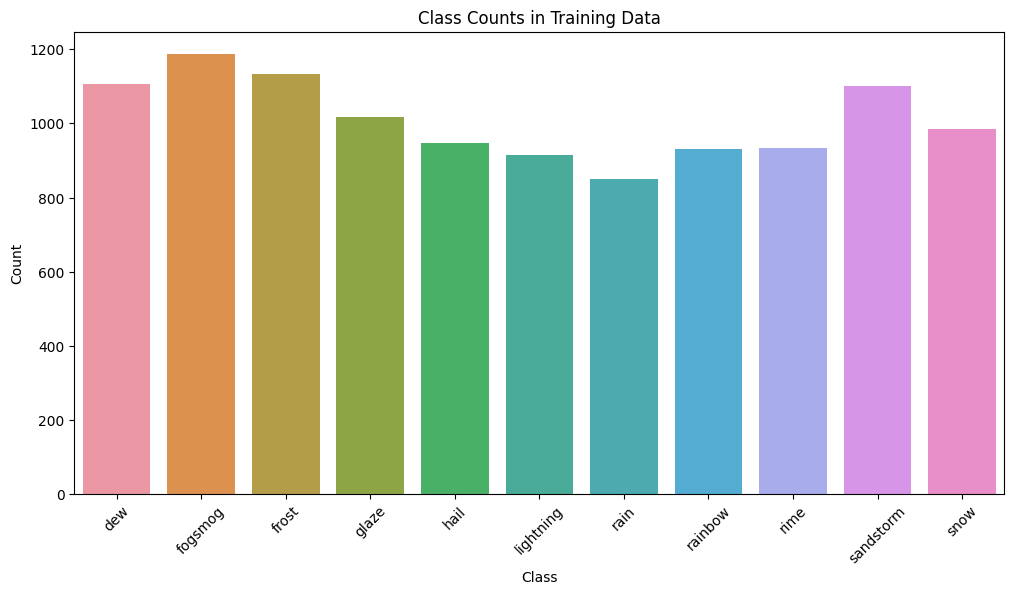 Class Counts in Training Data
1200
1000
800
600
400
200
0
Count
dew
fogsmog
frost
glaze
hail
lightning
rain
rainbow
rime
sandstorm
snow
Class